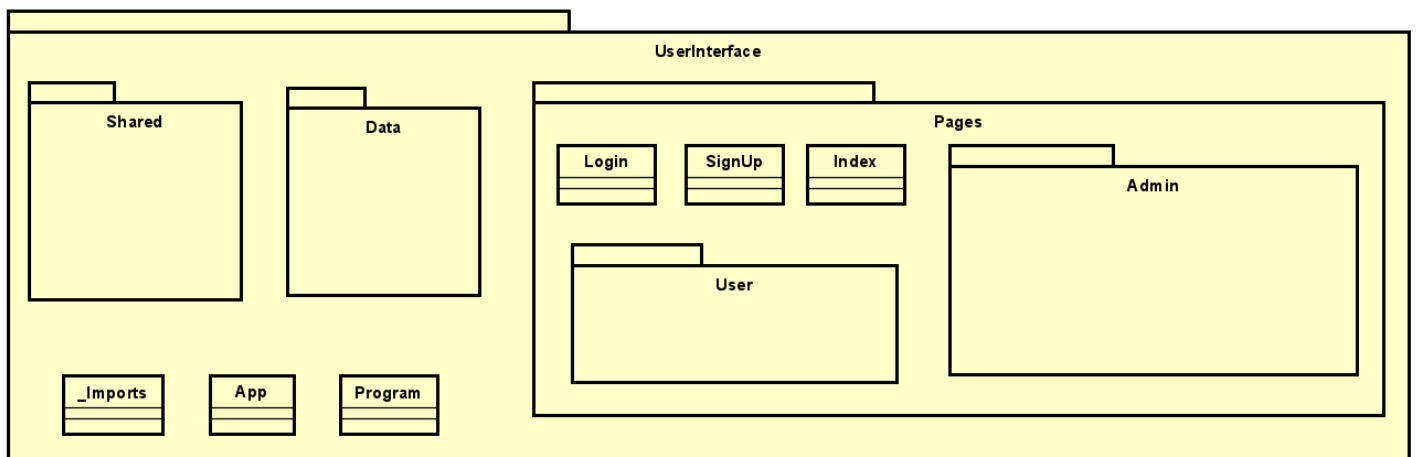 UserInterface
Shared
Data
Pages
Login
SignUp
Index
Admin
User
_Imports
App
Program